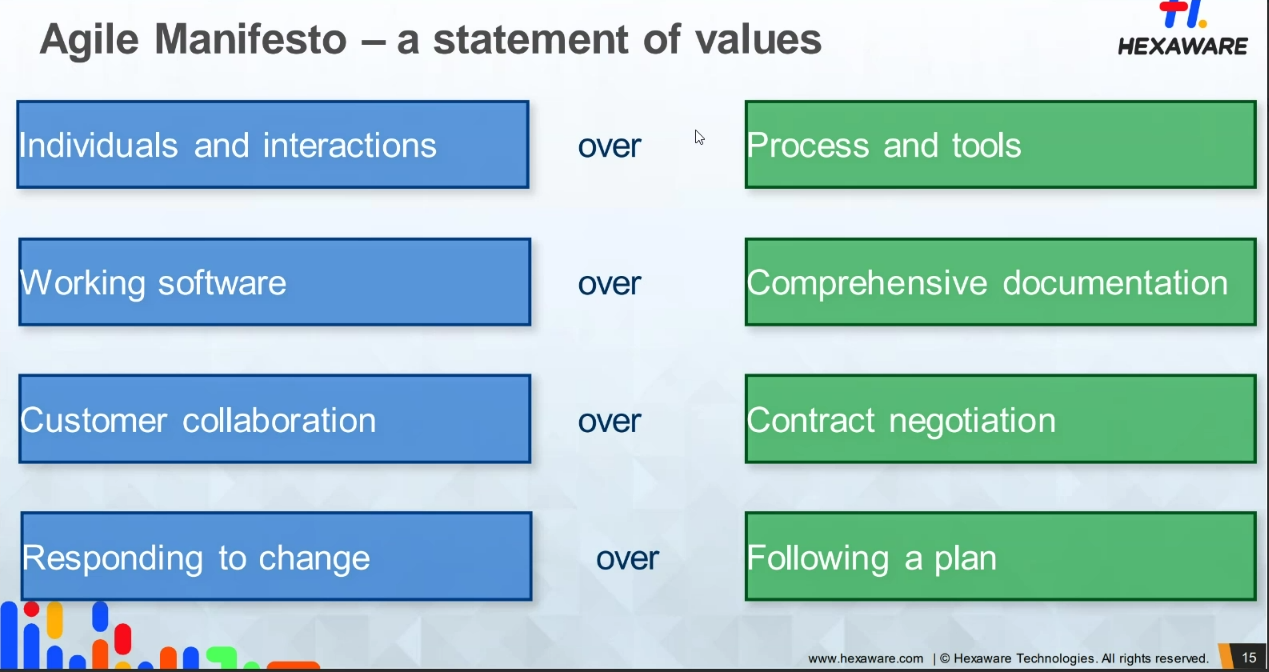 Agile Manifesto – a statement of values
HEXAWARE
Individuals and interactions over Process and tools
Working software over Comprehensive documentation
Customer collaboration over Contract negotiation
Responding to change over Following a plan
www.hexaware.com | © Hexaware Technologies. All rights reserved. 15